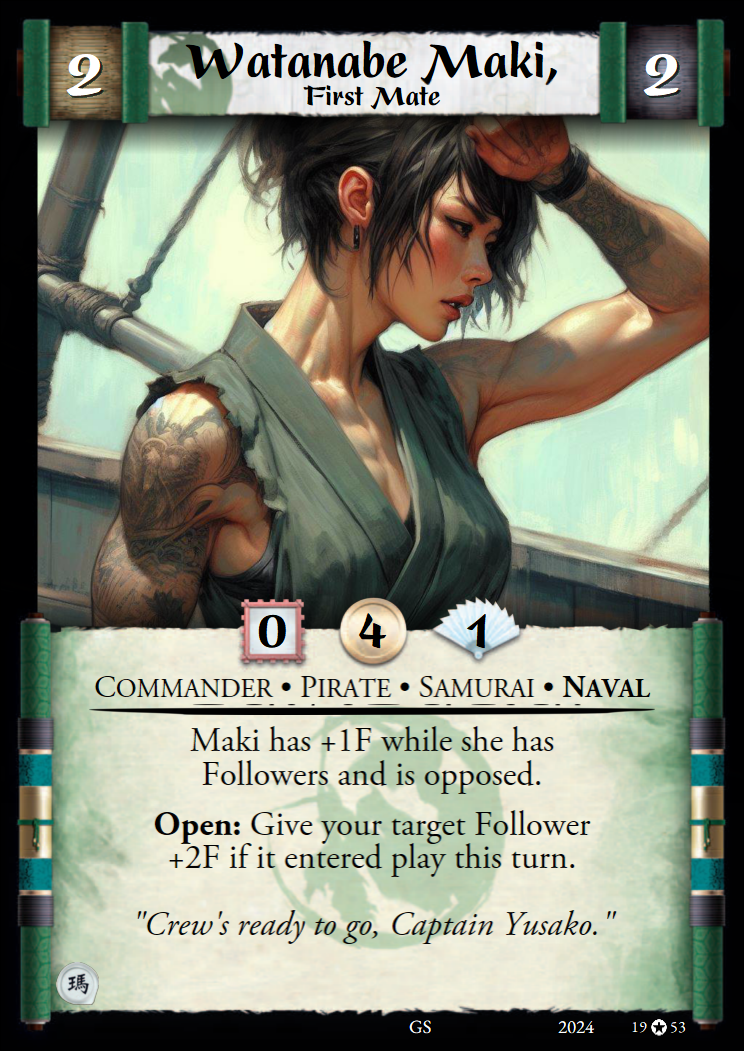 2
Watanabe Maki,
2
First Mate
0 4 1
Commander • Pirate • Samurai • Naval
Maki has +1F while she has
Followers and is opposed.
Open: Give your target Follower
+2F if it entered play this turn.
"Crew's ready to go, Captain Yusako."
瑪
GS 2024 19 53